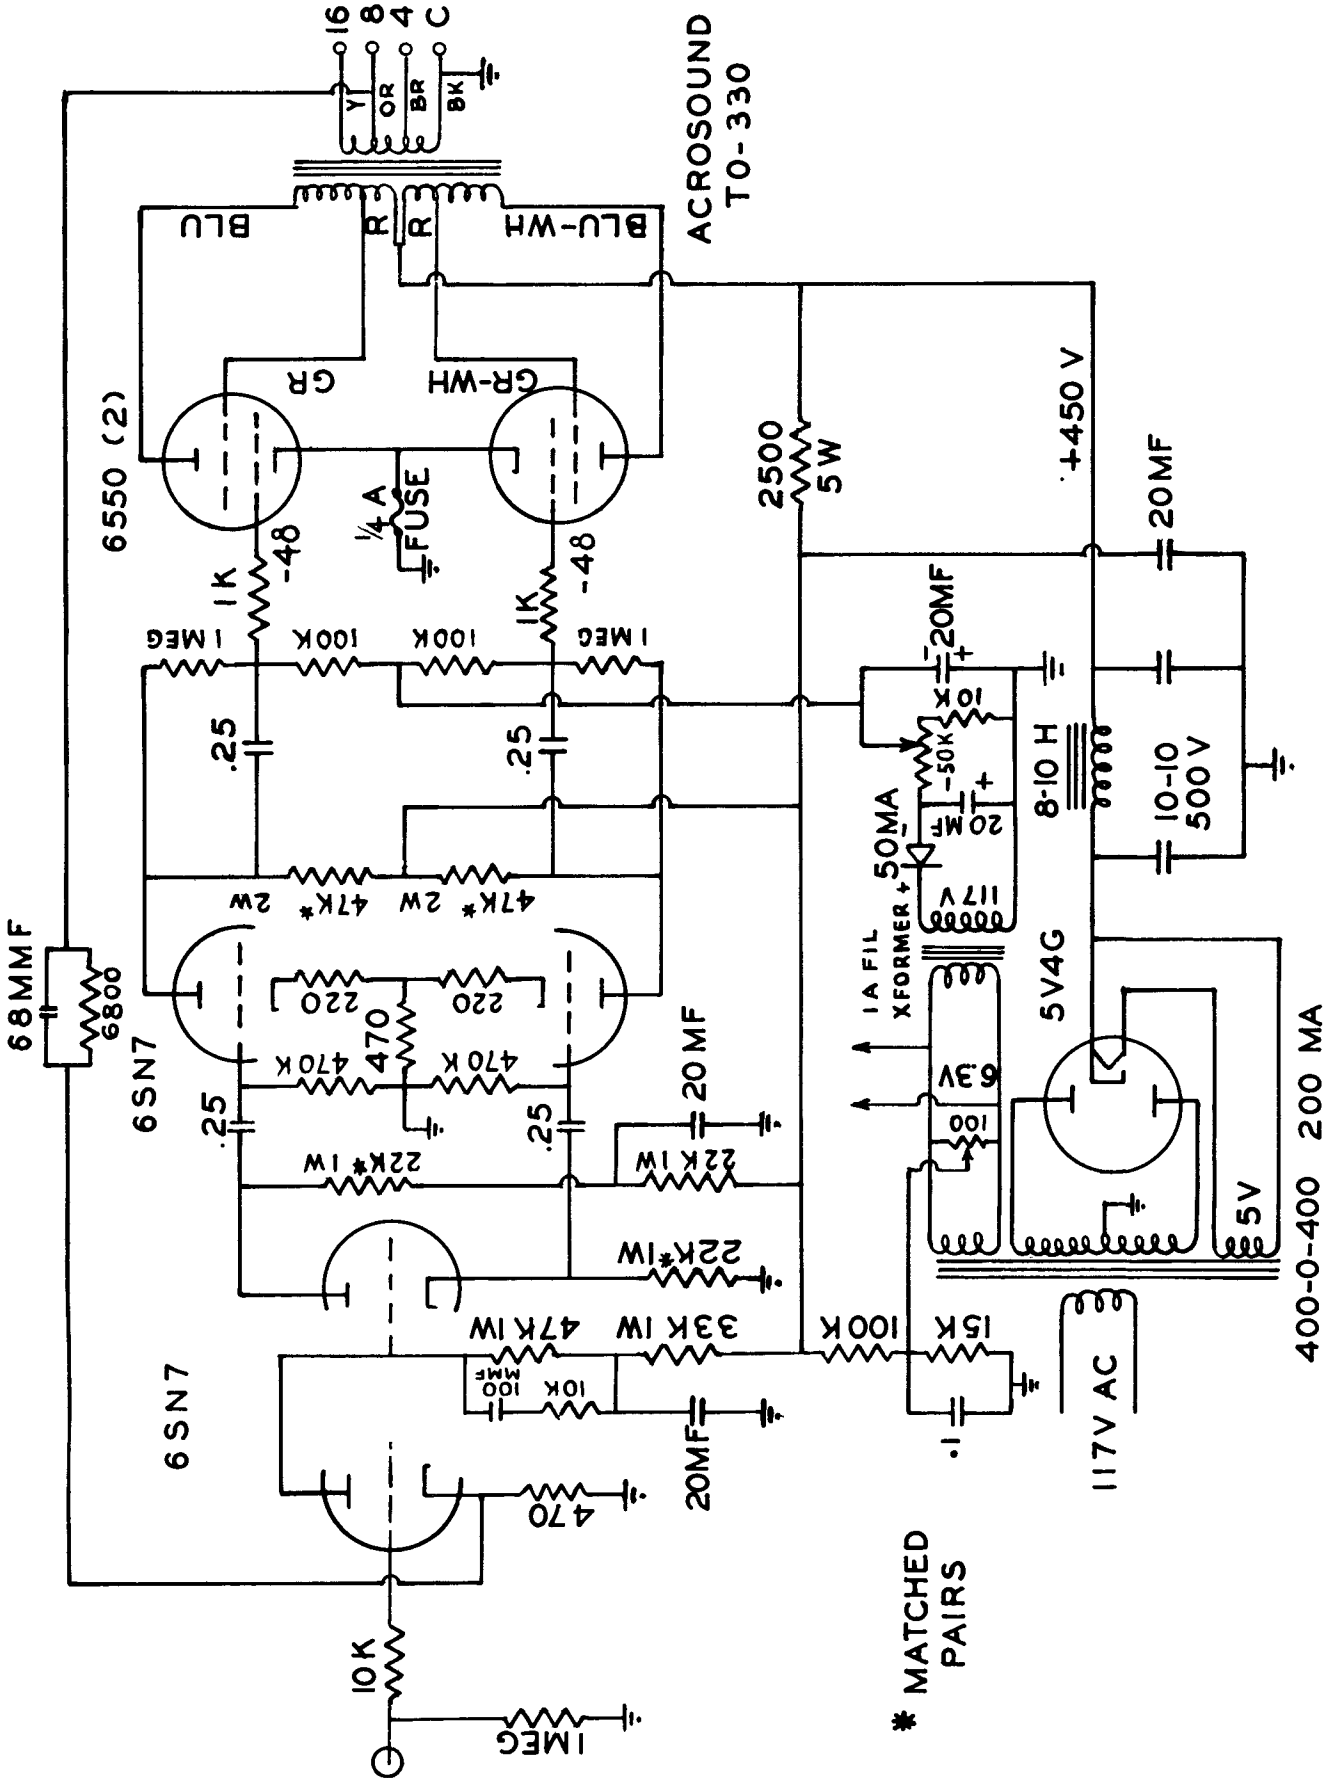 68MMF
6800
6550 (2)
BLU
GR
R
R
GR-WH
BLU-WH
Y
OR
BR
BK
16
8
4
C
ACROSOUND
TO-330
6SN7
6SN7
10K
1MEG
470
100
MMF
10K
47K 1W
33K 1W
20MF
22K* 1W
22K*1W
22K 1W
20MF
.25
.25
470K
470K
470
220
220
2W
47K*
2W
47K*
.25
.25
1 MEG
100K
100K
1 MEG
1K
-48
1K
-48
1/4 A
FUSE
2500
5W
+450 V
20MF
-
20MF
+
10K
-50K
20MF
+
-
50MA
+
117V
1A FIL
XFORMER
6.3V
100
8-10 H
10-10
500V
5V4G
5V
100K
15K
.1
117V AC
400-0-400 200 MA
* MATCHED
PAIRS